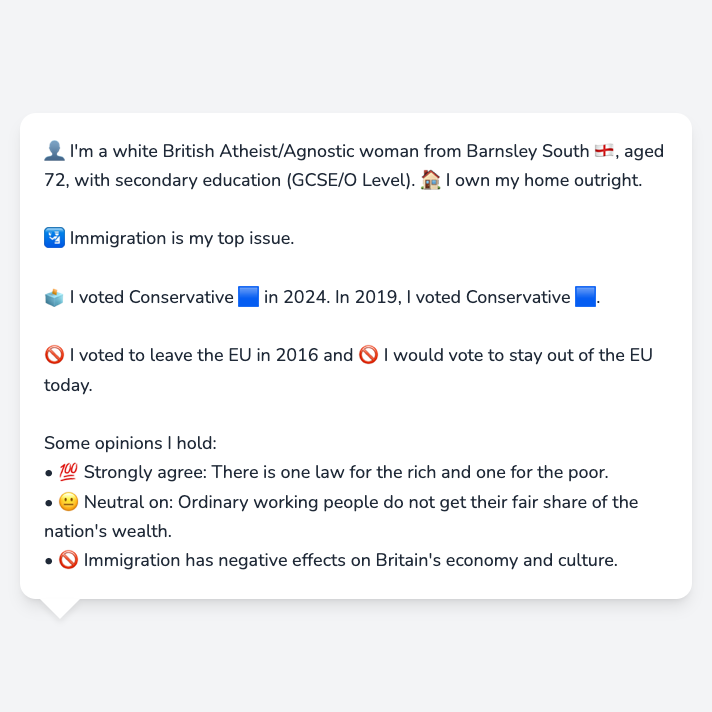 👤 I'm a white British Atheist/Agnostic woman from Barnsley South 🏴󠁧󠁢󠁥󠁮󠁧󠁿, aged
72, with secondary education (GCSE/O Level). 🏠 I own my home outright.
🛂 Immigration is my top issue.
🗳️ I voted Conservative 🟦 in 2024. In 2019, I voted Conservative 🟦.
🚫 I voted to leave the EU in 2016 and 🚫 I would vote to stay out of the EU
today.
Some opinions I hold:
• 💯 Strongly agree: There is one law for the rich and one for the poor.
• 😐 Neutral on: Ordinary working people do not get their fair share of the
nation's wealth.
• 🚫 Immigration has negative effects on Britain's economy and culture.